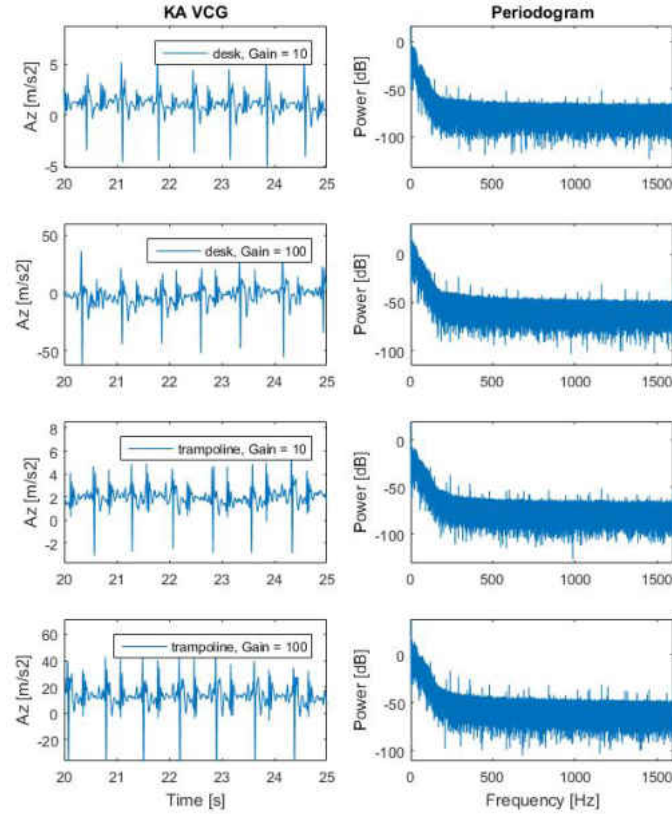 KA VCG
Periodogram
desk, Gain = 10
Az [m/s2]
5
0
-5
20 21 22 23 24 25
Power [dB]
0
-50
-100
0 500 1000 1500
desk, Gain = 100
Az [m/s2]
50
0
-50
20 21 22 23 24 25
Power [dB]
0
-50
-100
0 500 1000 1500
trampoline, Gain = 10
Az [m/s2]
8
6
4
2
0
-2
20 21 22 23 24 25
Power [dB]
0
-50
-100
0 500 1000 1500
trampoline, Gain = 100
Az [m/s2]
60
40
20
0
-20
20 21 22 23 24 25
Time [s]
Power [dB]
0
-50
-100
0 500 1000 1500
Frequency [Hz]